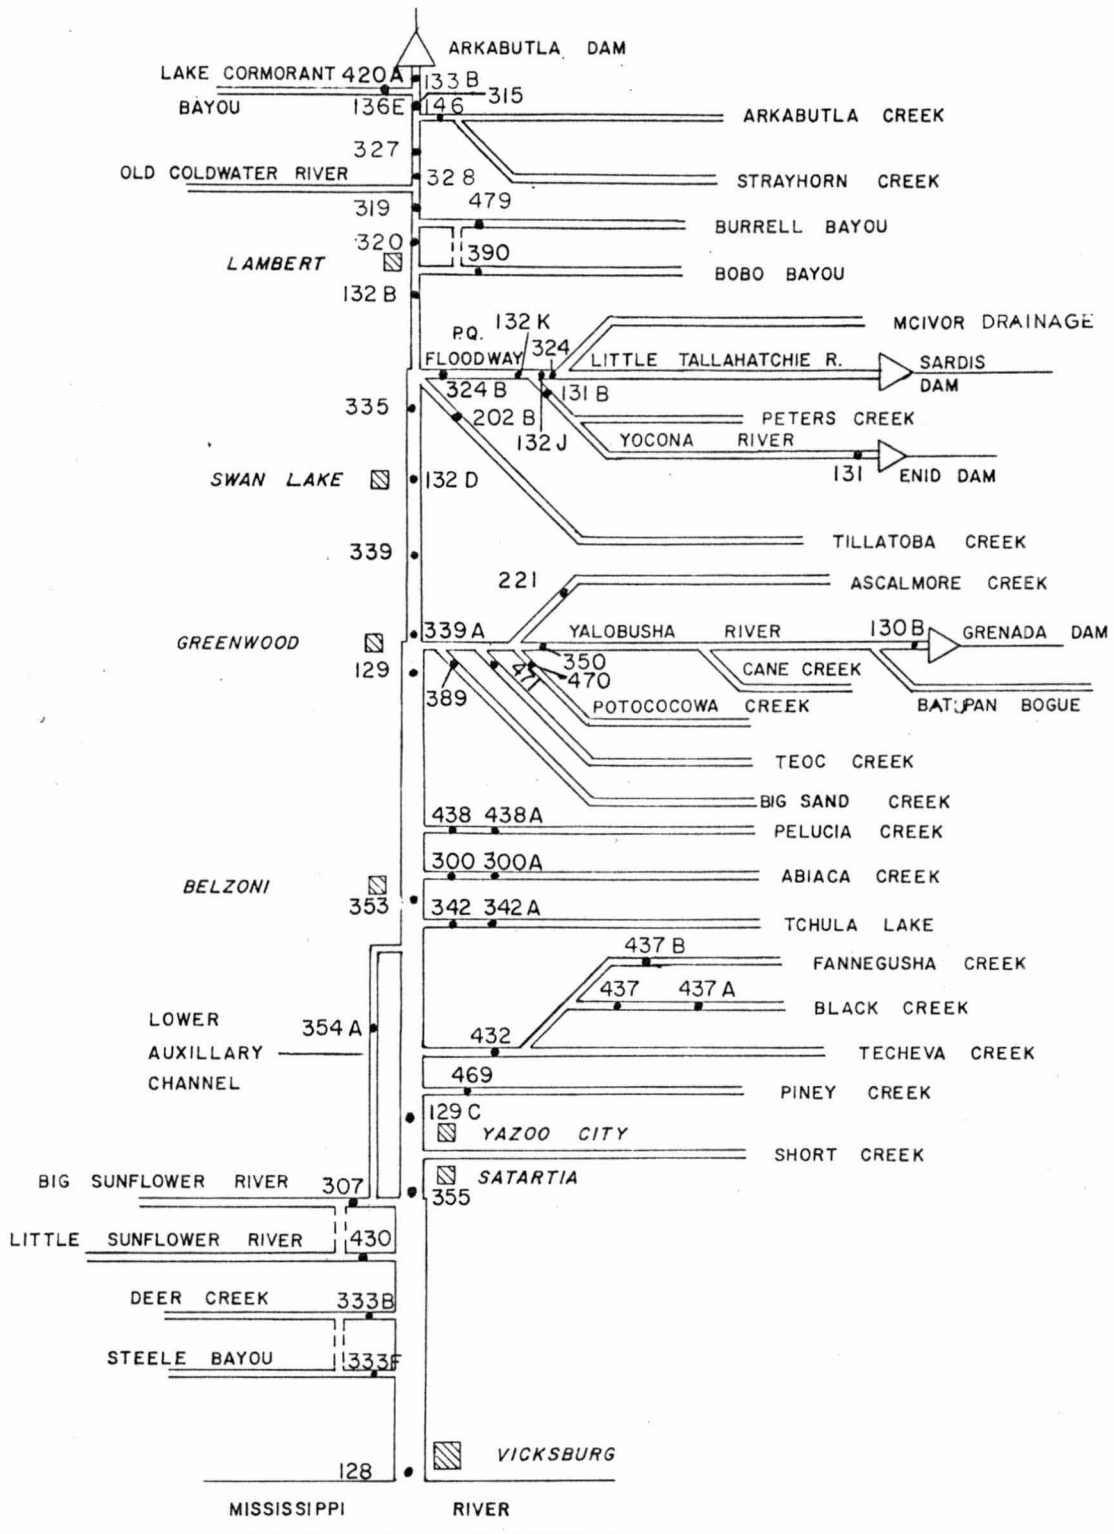 ARKABUTLA DAM
LAKE CORMORANT 420A 133B
BAYOU 136E 146 315
ARKABUTLA CREEK
327
OLD COLDWATER RIVER 328
STRAYHORN CREEK
319 479
BURRELL BAYOU
320 390
LAMBERT
BOBO BAYOU
132B
P.Q. 132K MCIVOR DRAINAGE
FLOODWAY 324 LITTLE TALLAHATCHIE R. SARDIS
DAM
324B 131B
335 202B PETERS CREEK
132J YOCONA RIVER
131 ENID DAM
SWAN LAKE 132D
TILLATOBA CREEK
339
221 ASCALMORE CREEK
GREENWOOD 339A YALOBUSHA RIVER 130B GRENADA DAM
129 350 CANE CREEK
471 470
389 POTOCOCOWA CREEK BATUPAN BOGUE
TEOC CREEK
BIG SAND CREEK
438 438A PELUCIA CREEK
300 300A ABIACA CREEK
BELZONI
353 342 342A TCHULA LAKE
437B FANNEGUSHA CREEK
437 437A BLACK CREEK
LOWER 354A
432
AUXILLARY TECHEVA CREEK
CHANNEL
469 PINEY CREEK
129C
YAZOO CITY
SHORT CREEK
SATARTIA
BIG SUNFLOWER RIVER 307 355
LITTLE SUNFLOWER RIVER 430
DEER CREEK 333B
STEELE BAYOU 333F
VICKSBURG
128
MISSISSIPPI RIVER